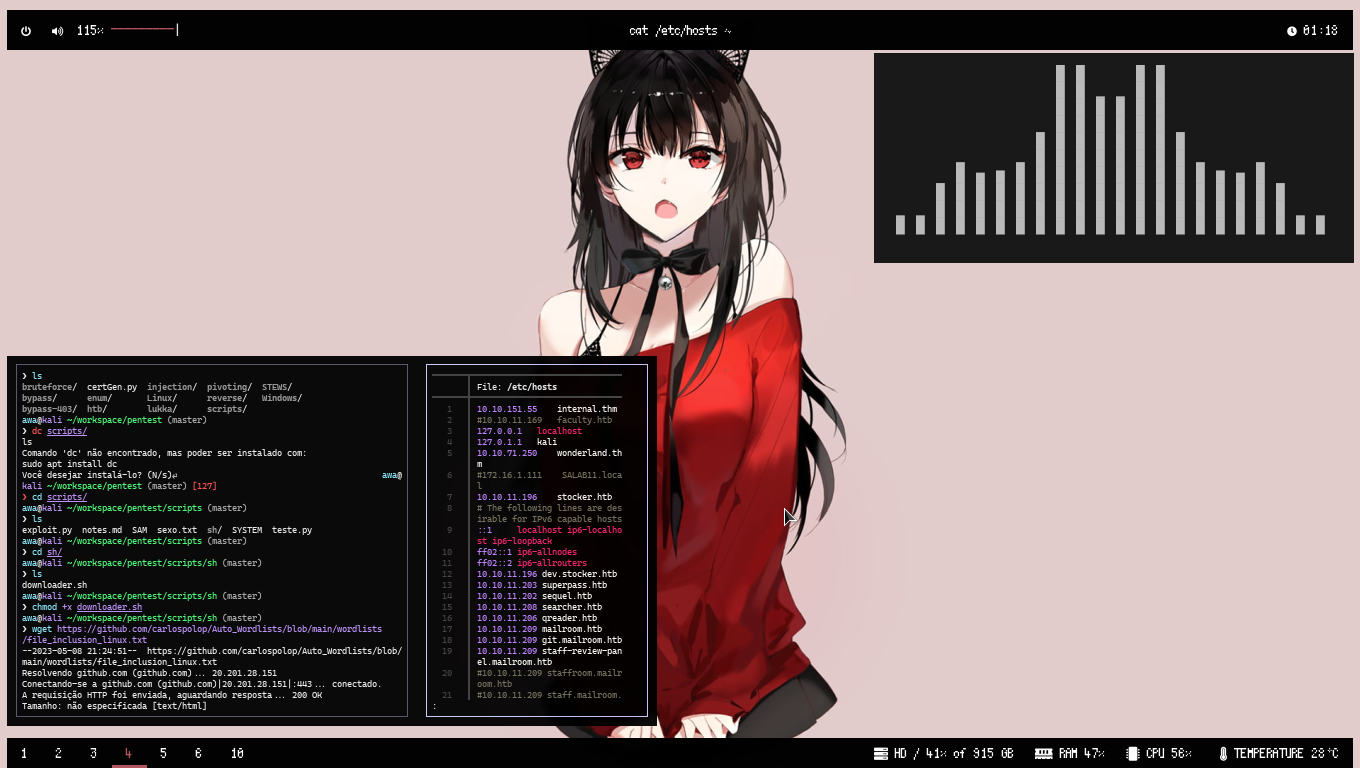 115%
cat /etc/hosts ~
01:18
❯ ls
bruteforce/  certGen.py  injection/  pivoting/  STEWS/
bypass/      enum/       Linux/      reverse/   Windows/
bypass-403/  htb/        lukka/      scripts/
awa@kali ~/workspace/pentest (master)
❯ dc scripts/
ls
Comando 'dc' não encontrado, mas poder ser instalado com:
sudo apt install dc
Você desejar instalá-lo? (N/s)⏎ awa@
kali ~/workspace/pentest (master) [127]
❯ cd scripts/
awa@kali ~/workspace/pentest/scripts (master)
❯ ls
exploit.py  notes.md  SAM  sexo.txt  sh/  SYSTEM  teste.py
awa@kali ~/workspace/pentest/scripts (master)
❯ cd sh/
awa@kali ~/workspace/pentest/scripts/sh (master)
❯ ls
downloader.sh
awa@kali ~/workspace/pentest/scripts/sh (master)
❯ chmod +x downloader.sh
awa@kali ~/workspace/pentest/scripts/sh (master)
❯ wget https://github.com/carlospolop/Auto_Wordlists/blob/main/wordlists
/file_inclusion_linux.txt
--2023-05-08 21:24:51--  https://github.com/carlospolop/Auto_Wordlists/blob/
main/wordlists/file_inclusion_linux.txt
Resolvendo github.com (github.com)... 20.201.28.151
Conectando-se a github.com (github.com)|20.201.28.151|:443... conectado.
A requisição HTTP foi enviada, aguardando resposta... 200 OK
Tamanho: não especificada [text/html]
File: /etc/hosts
1 10.10.151.55    internal.thm
2 #10.10.11.169   faculty.htb
3 127.0.0.1   localhost
4 127.0.1.1   kali
5 10.10.71.250    wonderland.th
m
6 #172.16.1.111    SALAB11.loca
l
7 10.10.11.196    stocker.htb
8 # The following lines are des
irable for IPv6 capable hosts
9 ::1     localhost ip6-localho
st ip6-loopback
10 ff02::1 ip6-allnodes
11 ff02::2 ip6-allrouters
12 10.10.11.196 dev.stocker.htb
13 10.10.11.203 superpass.htb
14 10.10.11.202 sequel.htb
15 10.10.11.208 searcher.htb
16 10.10.11.206 qreader.htb
17 10.10.11.209 mailroom.htb
18 10.10.11.209 git.mailroom.htb
19 10.10.11.209 staff-review-pan
el.mailroom.htb
20 #10.10.11.209 staffroom.mailr
oom.htb
21 #10.10.11.209 staff.mailroom.
:
1 2 3 4 5 6 10
HD / 41% of 915 GB
RAM 47%
CPU 56%
TEMPERATURE 28°C